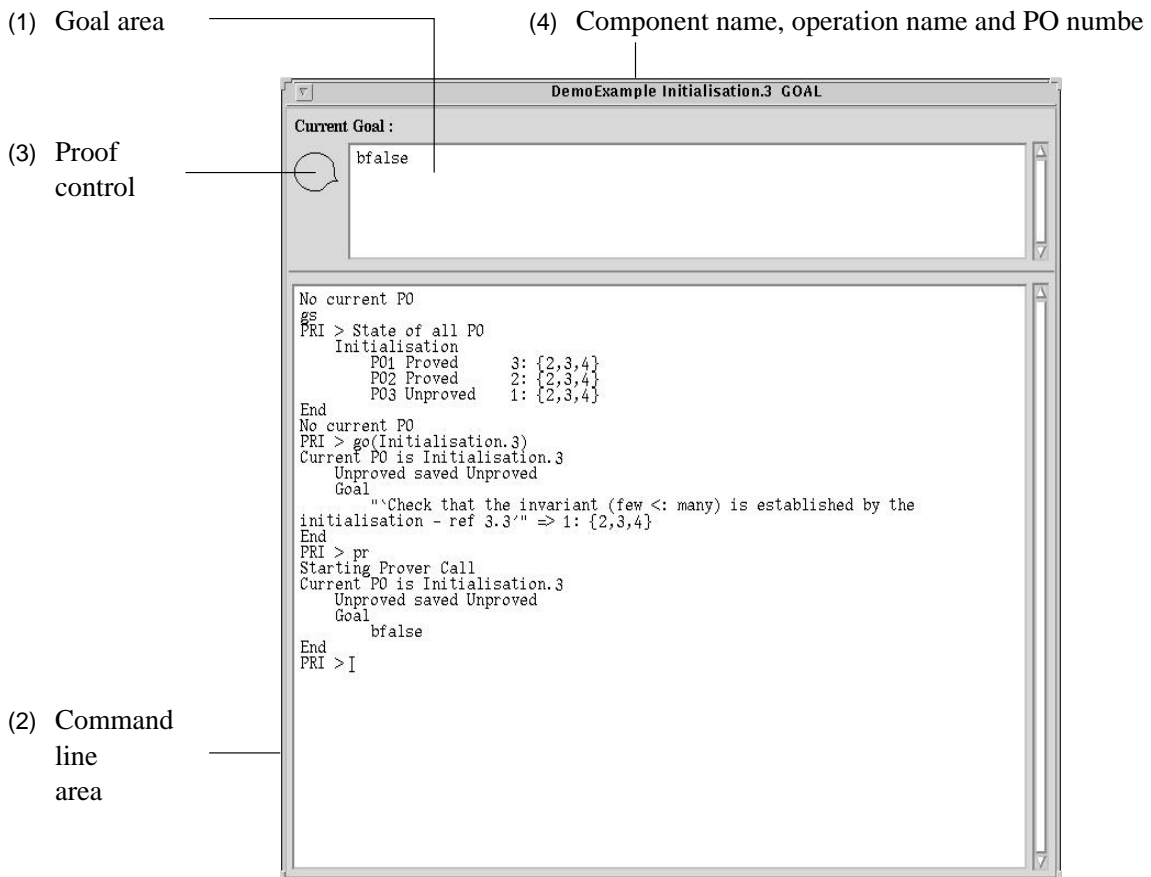 (1) Goal area
(4) Component name, operation name and PO numbe
DemoExample Initialisation.3 GOAL
Current Goal :
(3) Proof
control
bfalse
No current PO
gs
PRI > State of all PO
Initialisation
PO1 Proved 3: {2,3,4}
PO2 Proved 2: {2,3,4}
PO3 Unproved 1: {2,3,4}
End
No current PO
PRI > go(Initialisation.3)
Current PO is Initialisation.3
Unproved saved Unproved
Goal
"`Check that the invariant (few <: many) is established by the
initialisation - ref 3.3'" => 1: {2,3,4}
End
PRI > pr
Starting Prover Call
Current PO is Initialisation.3
Unproved saved Unproved
Goal
bfalse
End
PRI >
(2) Command
line
area